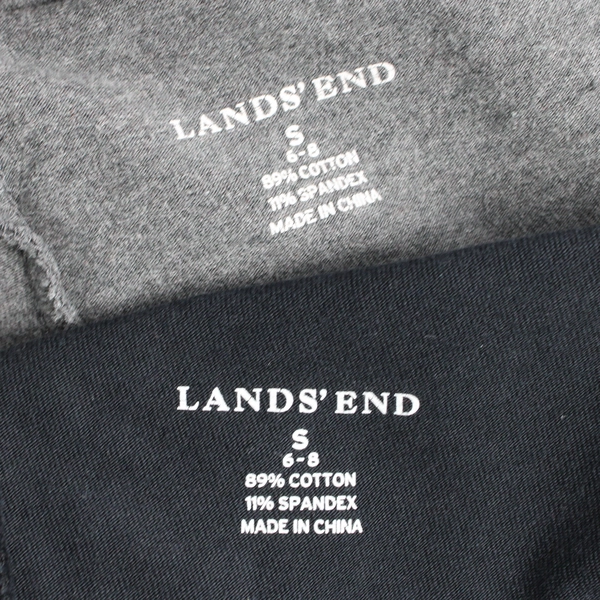 LANDS' END
S
6-8
89% COTTON
11% SPANDEX
MADE IN CHINA
LANDS' END
S
6-8
89% COTTON
11% SPANDEX
MADE IN CHINA